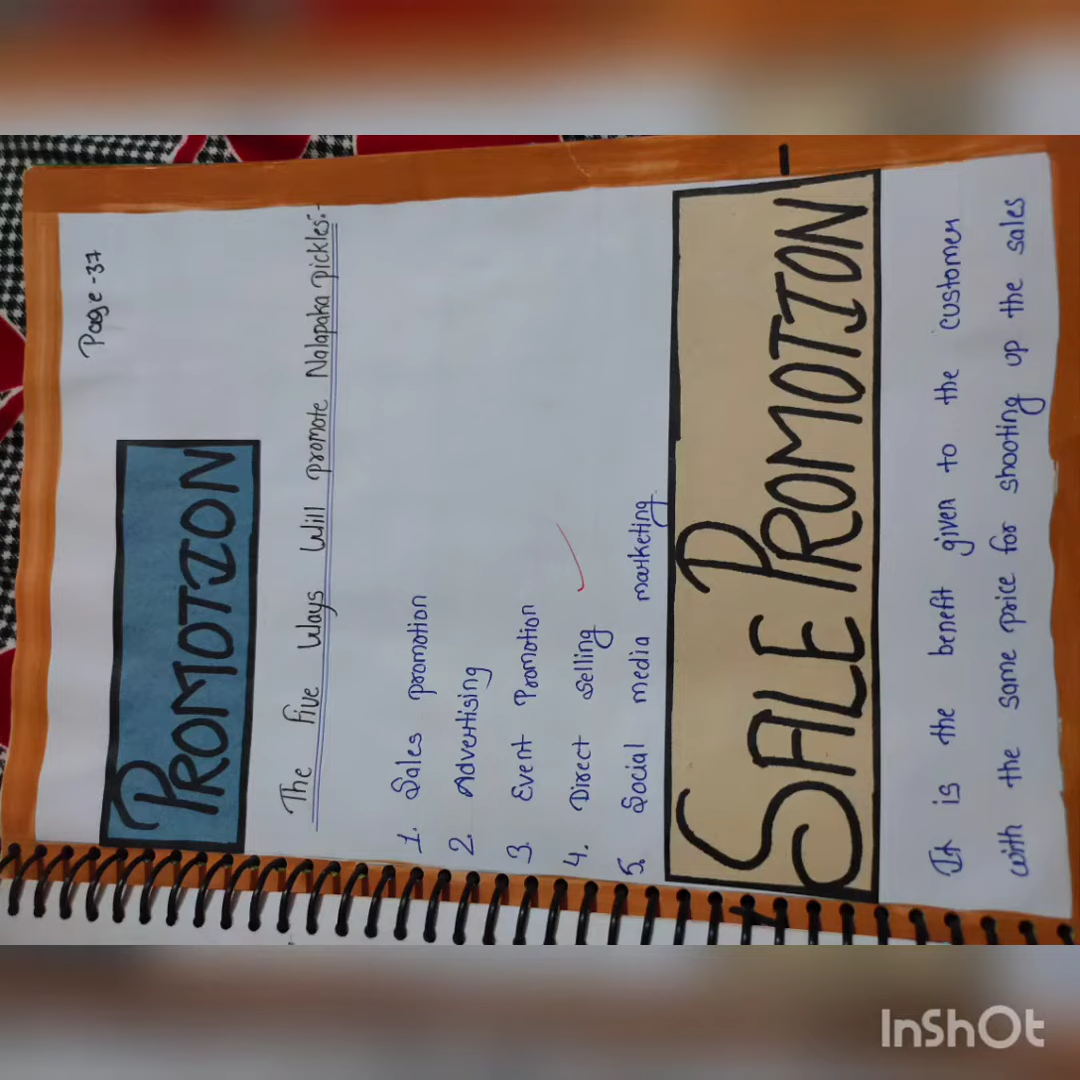 Page -37
PROMOTION
The Five Ways Will promote Nalapaka pickles:-
1. Sales promotion
2. Advertising
3. Event Promotion
4. Direct Selling
5. Social media marketing
SALE PROMOTION
It is the benefit given to the customer
with the same price for shooting up the sales
InShOt